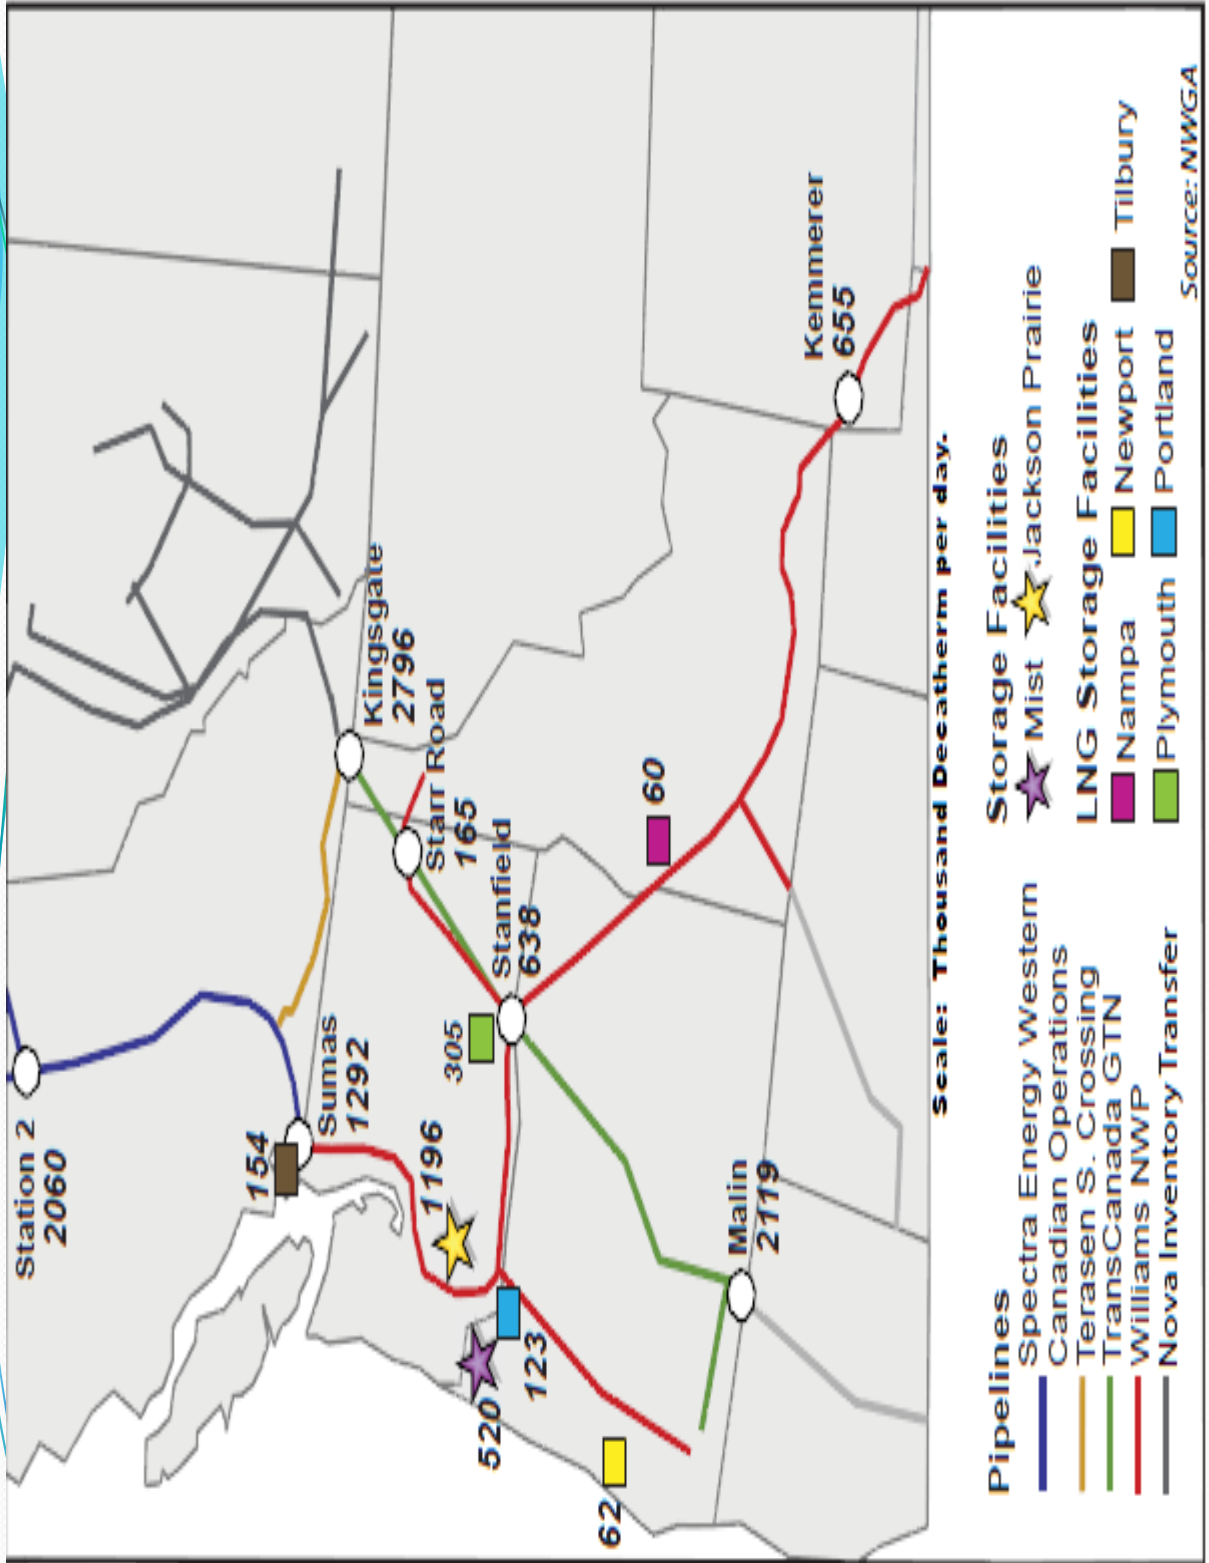 Station 2
2060
154
Sumas
1292
Kingsgate
2796
Starr Road
165
1196
305
Stanfield
638
520
123
62
60
Malin
2119
Kemmerer
655
Scale: Thousand Decatherm per day.
Pipelines
Spectra Energy Western
Canadian Operations
Terasen S. Crossing
TransCanada GTN
Williams NWP
Nova Inventory Transfer
Storage Facilities
Mist Jackson Prairie
LNG Storage Facilities
Nampa Newport Tilbury
Plymouth Portland
Source: NWGA